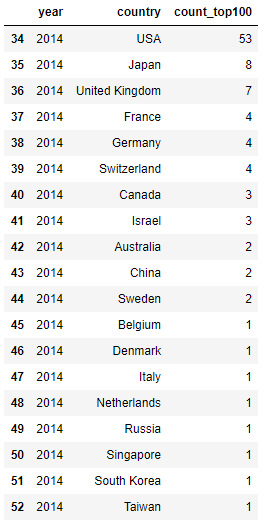 year country count_top100
34 2014 USA 53
35 2014 Japan 8
36 2014 United Kingdom 7
37 2014 France 4
38 2014 Germany 4
39 2014 Switzerland 4
40 2014 Canada 3
41 2014 Israel 3
42 2014 Australia 2
43 2014 China 2
44 2014 Sweden 2
45 2014 Belgium 1
46 2014 Denmark 1
47 2014 Italy 1
48 2014 Netherlands 1
49 2014 Russia 1
50 2014 Singapore 1
51 2014 South Korea 1
52 2014 Taiwan 1